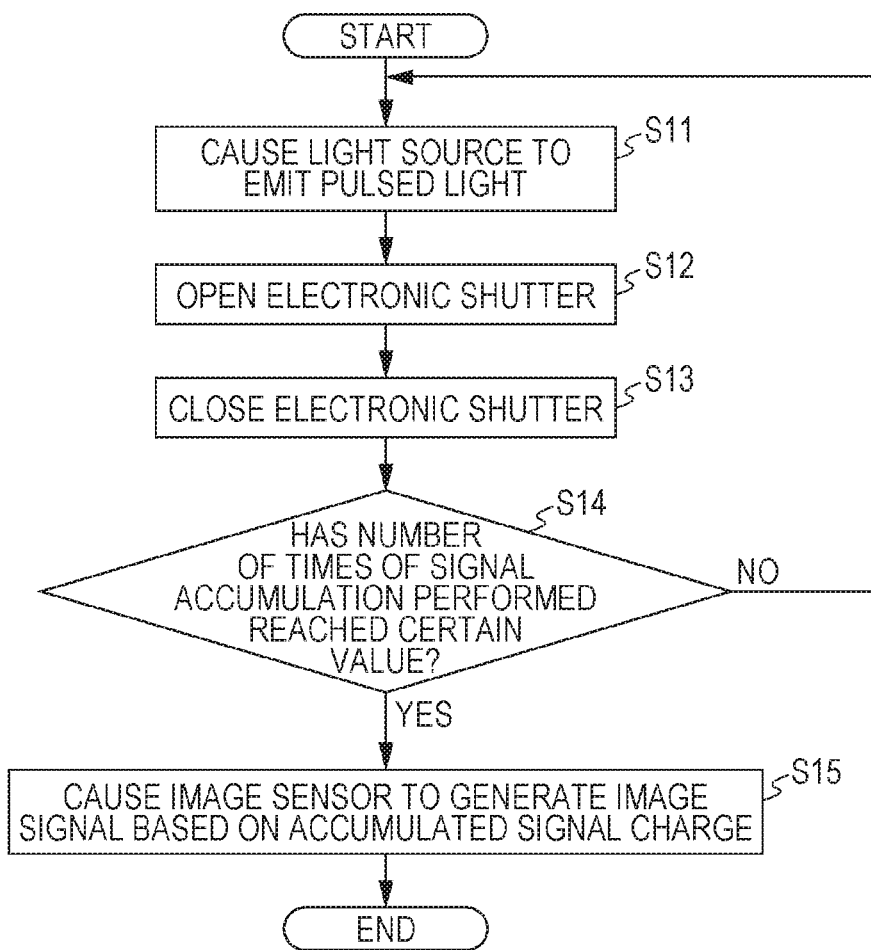 START
S11
CAUSE LIGHT SOURCE TO
EMIT PULSED LIGHT
S12
OPEN ELECTRONIC SHUTTER
S13
CLOSE ELECTRONIC SHUTTER
S14
HAS NUMBER
OF TIMES OF SIGNAL
ACCUMULATION PERFORMED
REACHED CERTAIN
VALUE?
NO
YES
S15
CAUSE IMAGE SENSOR TO GENERATE IMAGE
SIGNAL BASED ON ACCUMULATED SIGNAL CHARGE
END